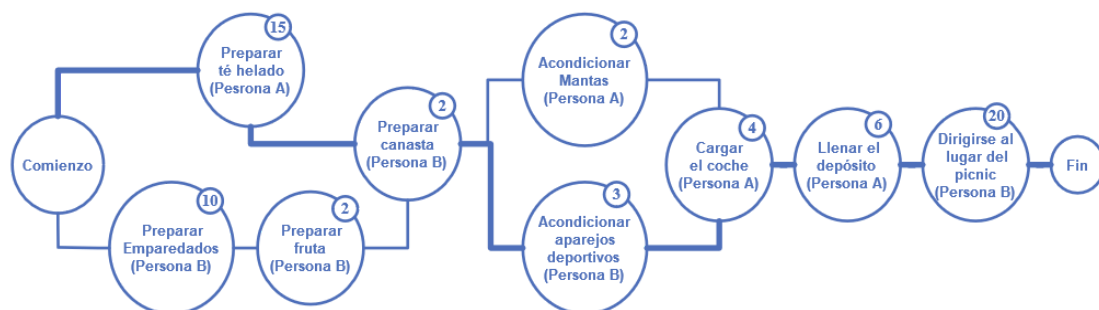 Comienzo
15
Preparar
té helado
(Pesrona A)
10
Preparar
Emparedados
(Persona B)
2
Preparar
fruta
(Persona B)
2
Preparar
canasta
(Persona B)
2
Acondicionar
Mantas
(Persona A)
3
Acondicionar
aparejos
deportivos
(Persona B)
4
Cargar
el coche
(Persona A)
6
Llenar el
depósito
(Persona A)
20
Dirigirse al
lugar del
picnic
(Persona B)
Fin